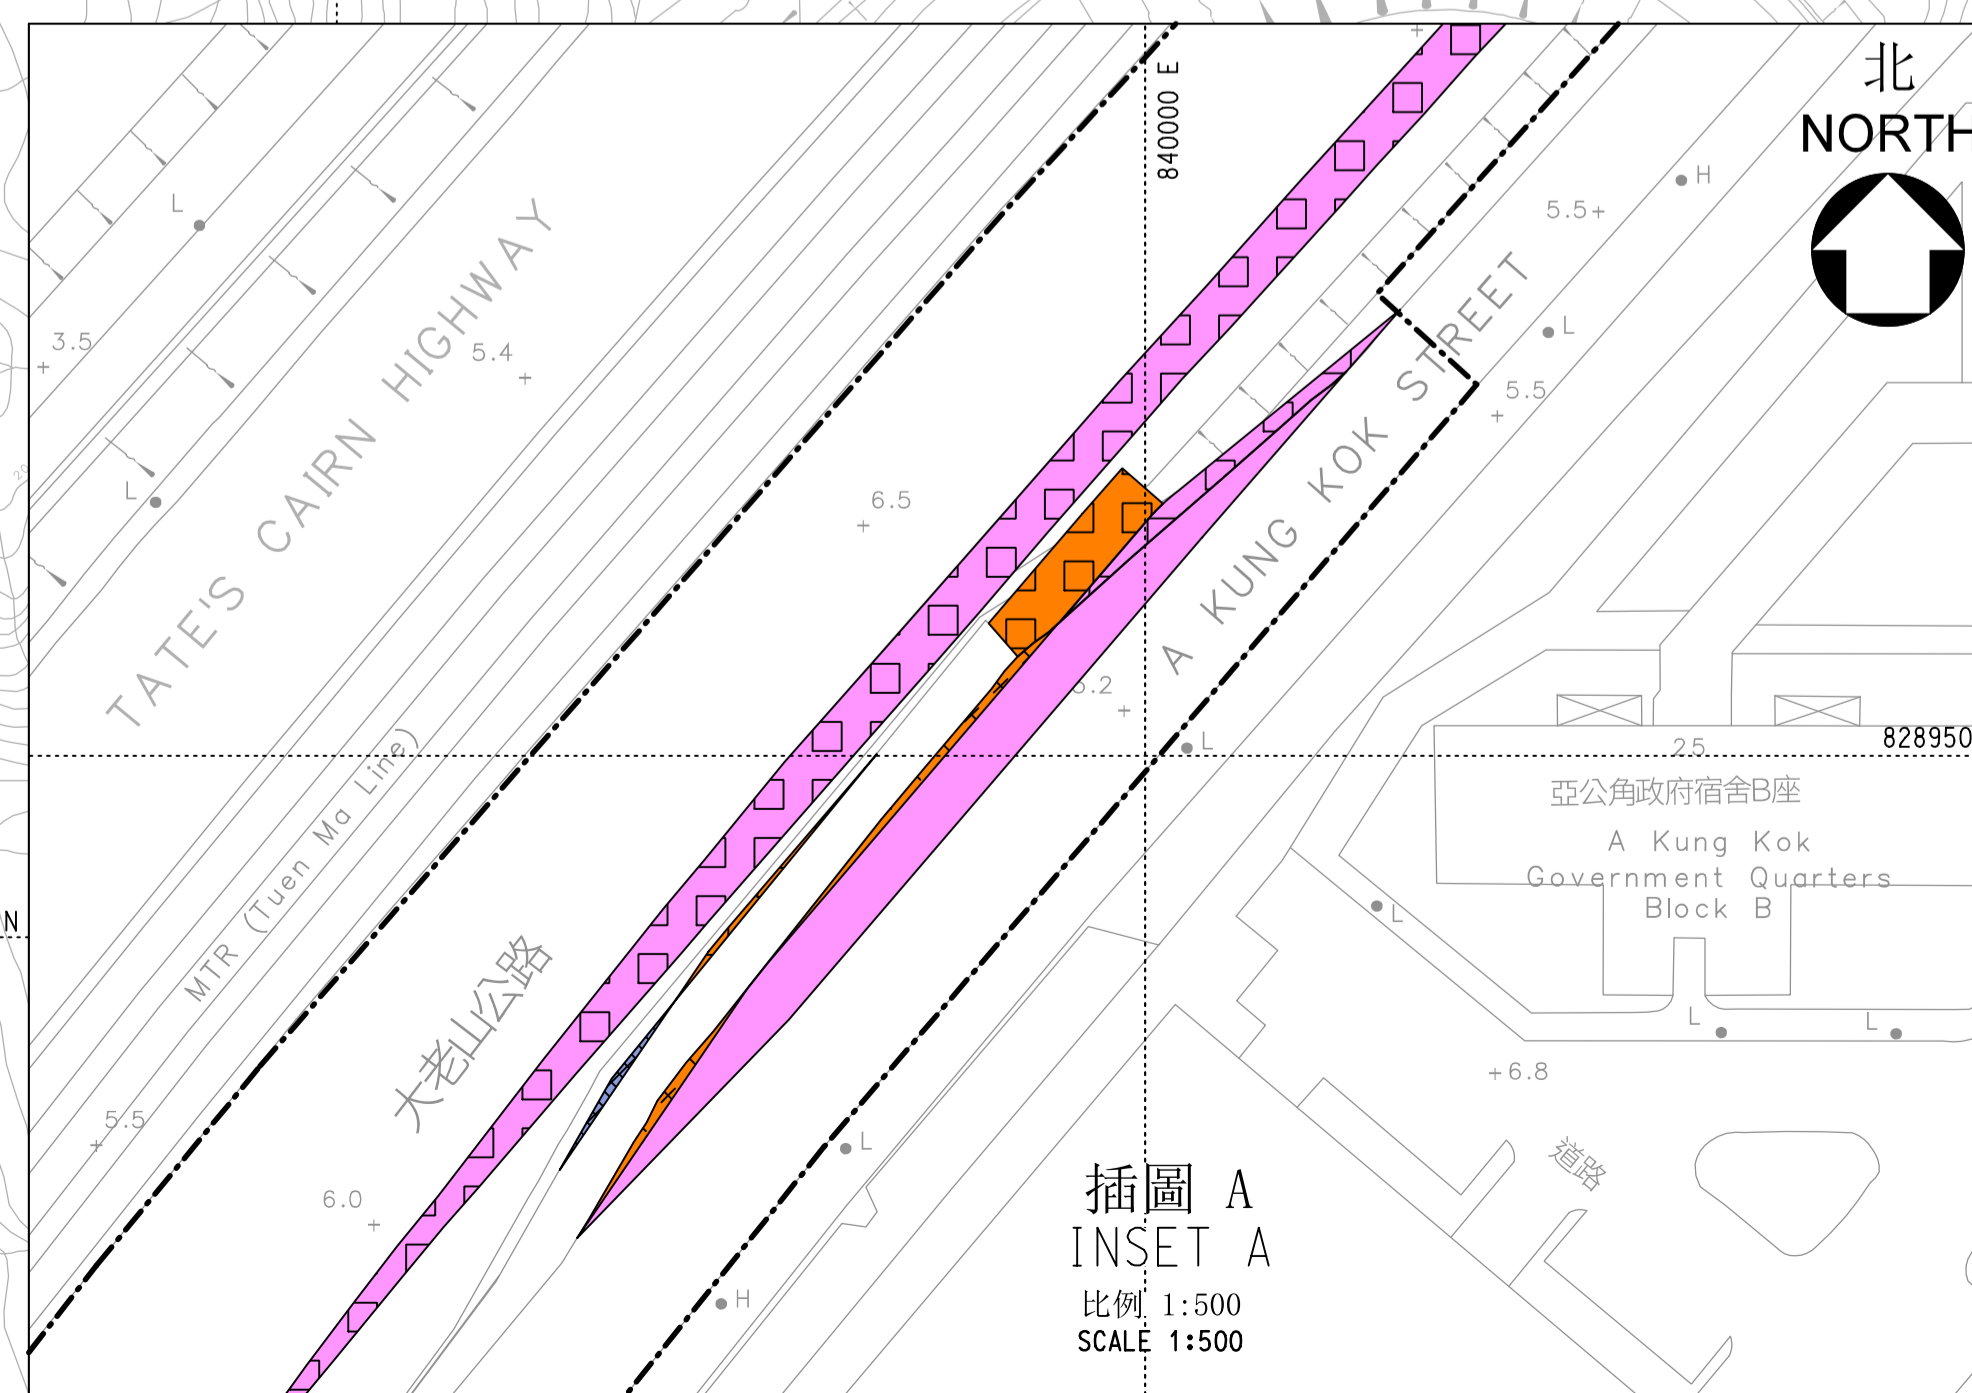 北
NORTH
840000 E
L
H
5.5
3.5
5.4
TATE'S CAIRN HIGHWAY
L
L
5.5
6.5
A KUNG KOK STREET
20
5.2
L
828950
25
亞公角政府宿舍B座
A Kung Kok
Government Quarters
Block B
MTR (Tuen Ma Line)
N
L
大老山公路
L
L
6.8
5.5
L
道路
6.0
插圖 A
INSET A
H
比例 1:500
SCALE 1:500